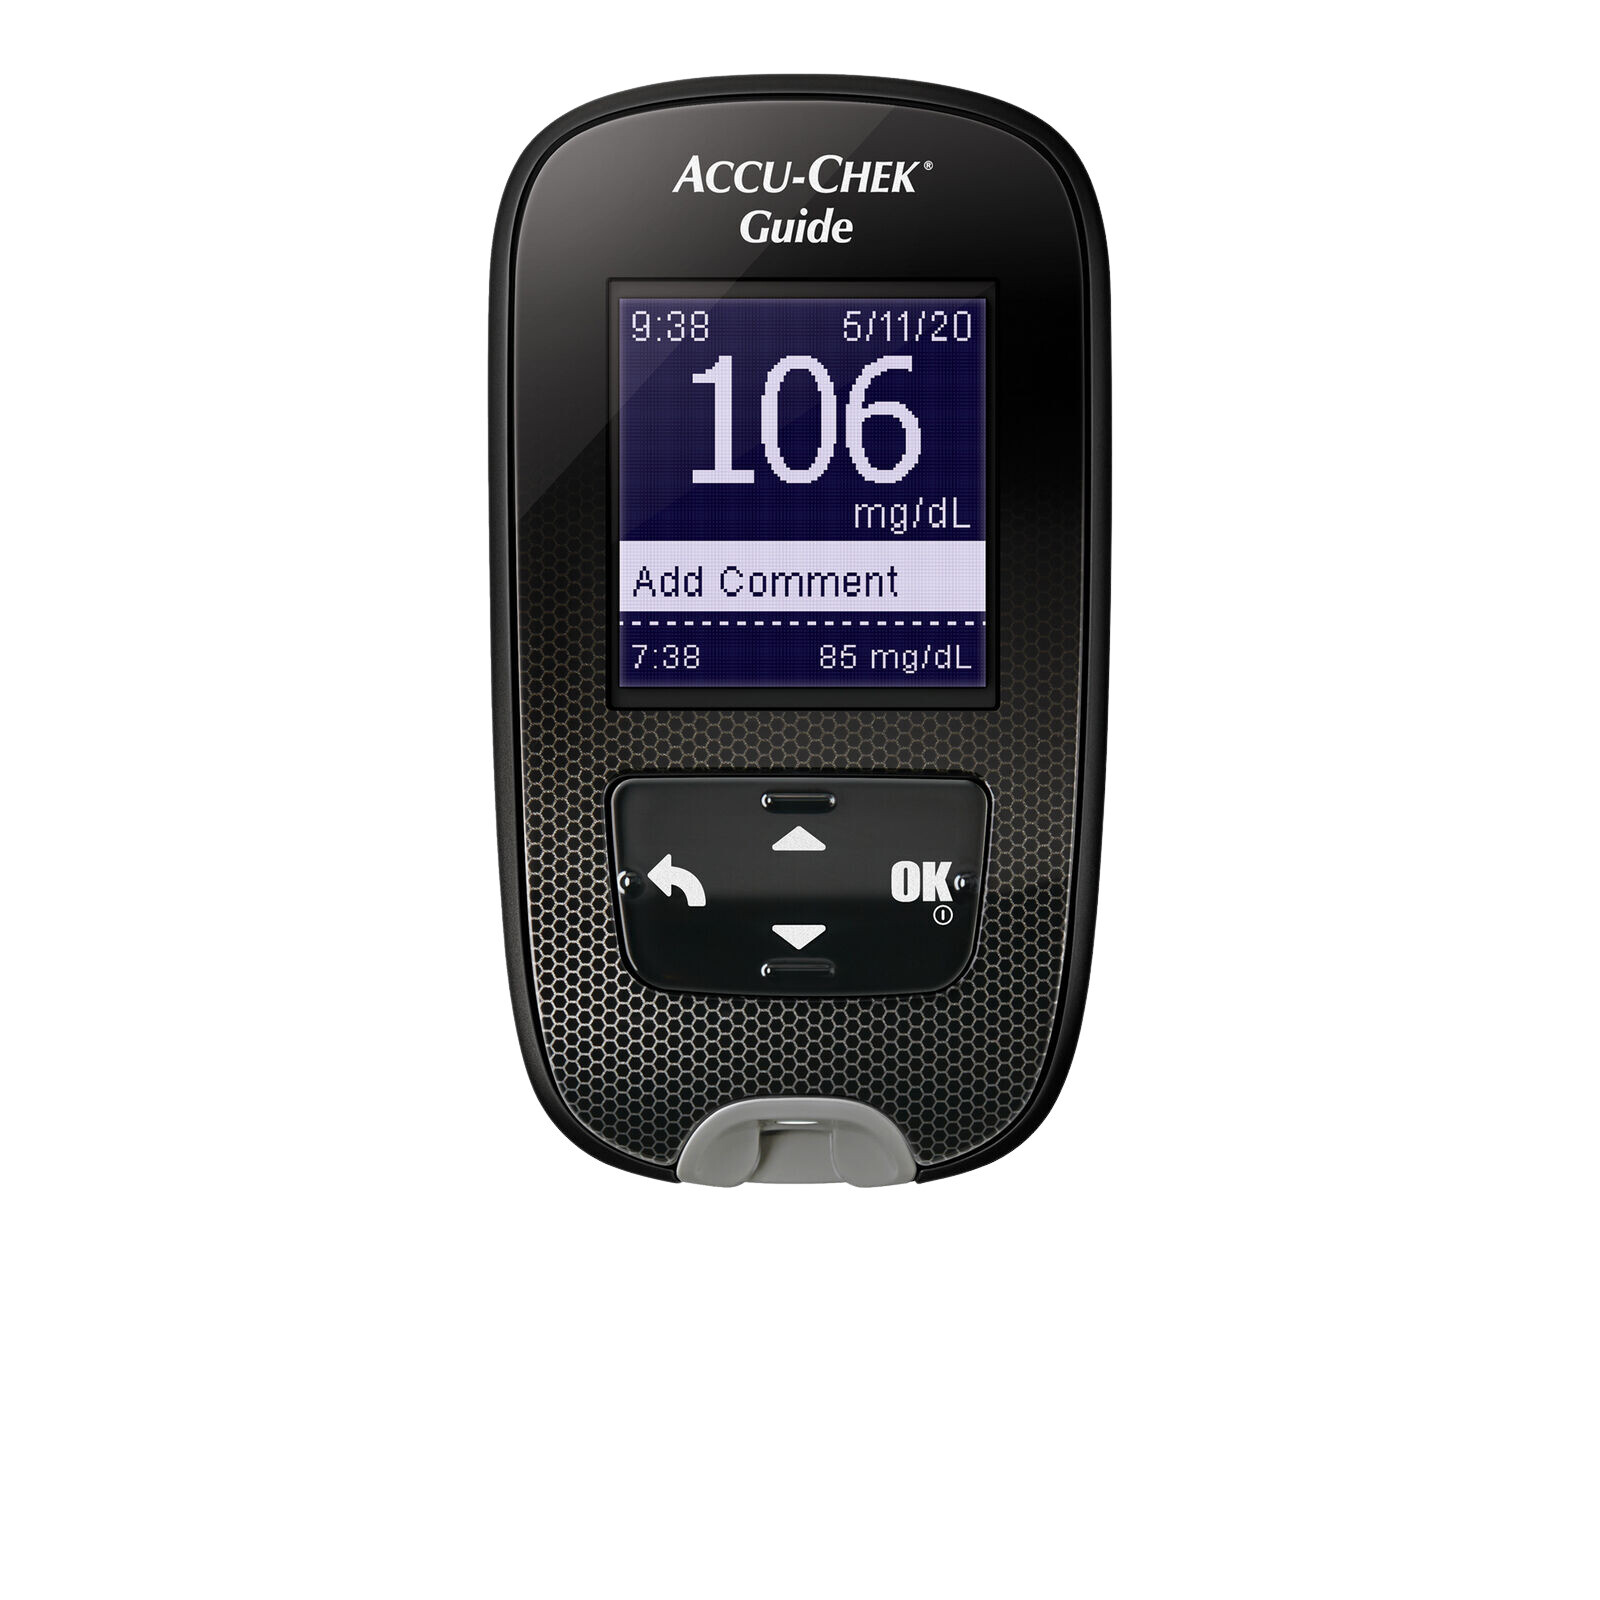 ACCU-CHEK®
Guide
9:38 5/11/20
106
mg/dL
Add Comment
7:38 85 mg/dL
OK